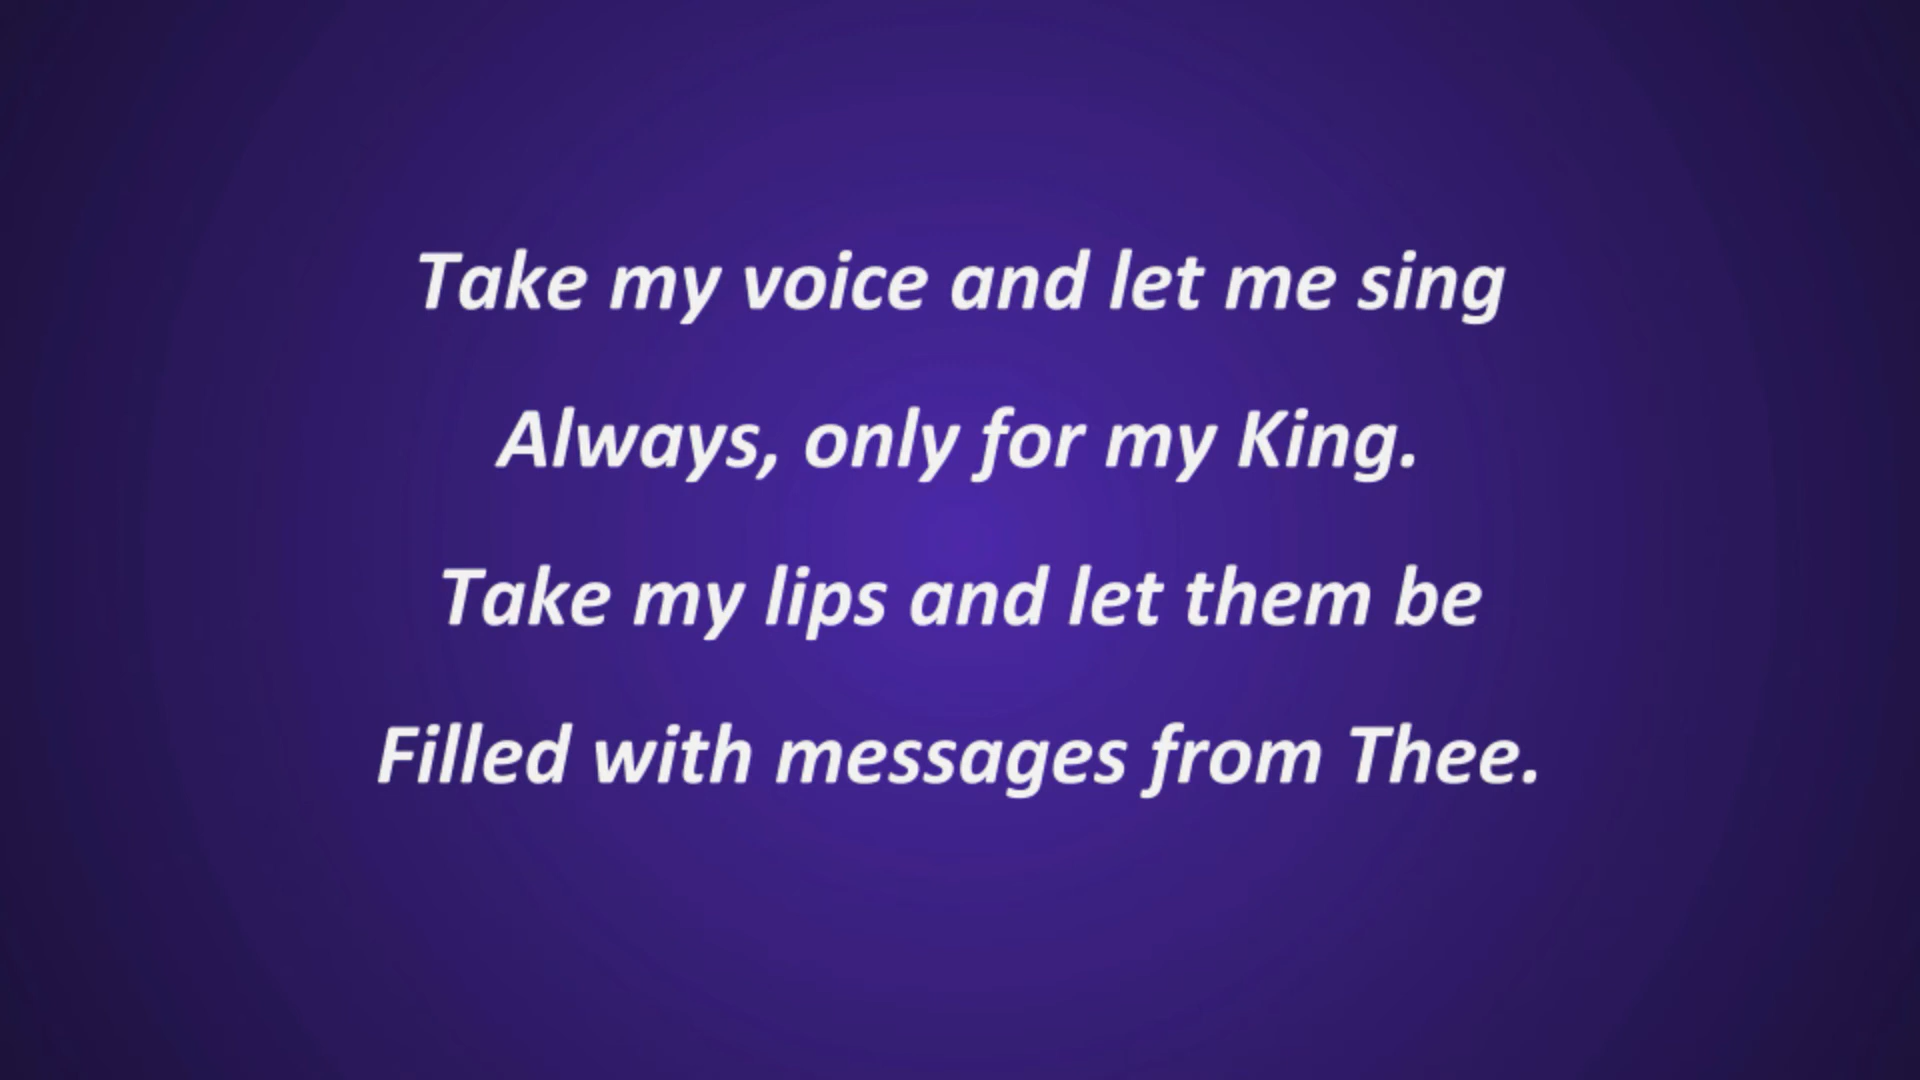 Take my voice and let me sing
Always, only for my King.
Take my lips and let them be
Filled with messages from Thee.